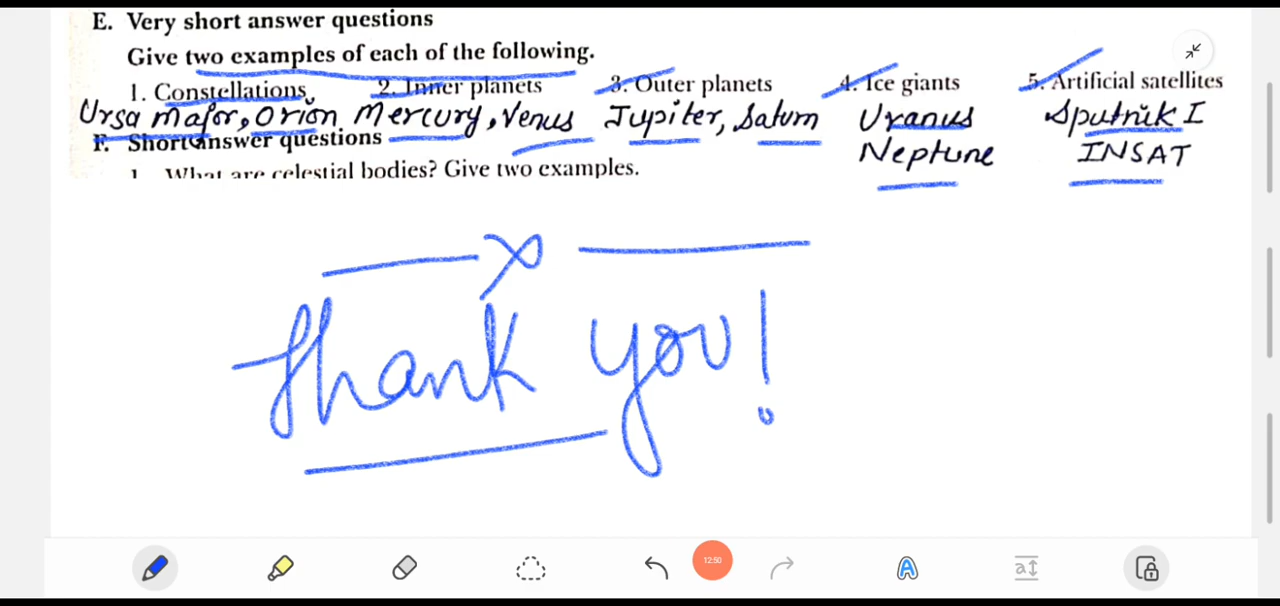 E. Very short answer questions
Give two examples of each of the following.
1. Constellations 2. Inner planets 3. Outer planets 4. Ice giants 5. Artificial satellites
Ursa major, Orion Mercury, Venus Jupiter, Saturn Uranus Sputnik I
Neptune INSAT
F. Short answer questions
1. What are celestial bodies? Give two examples.
Thank you!
12:50